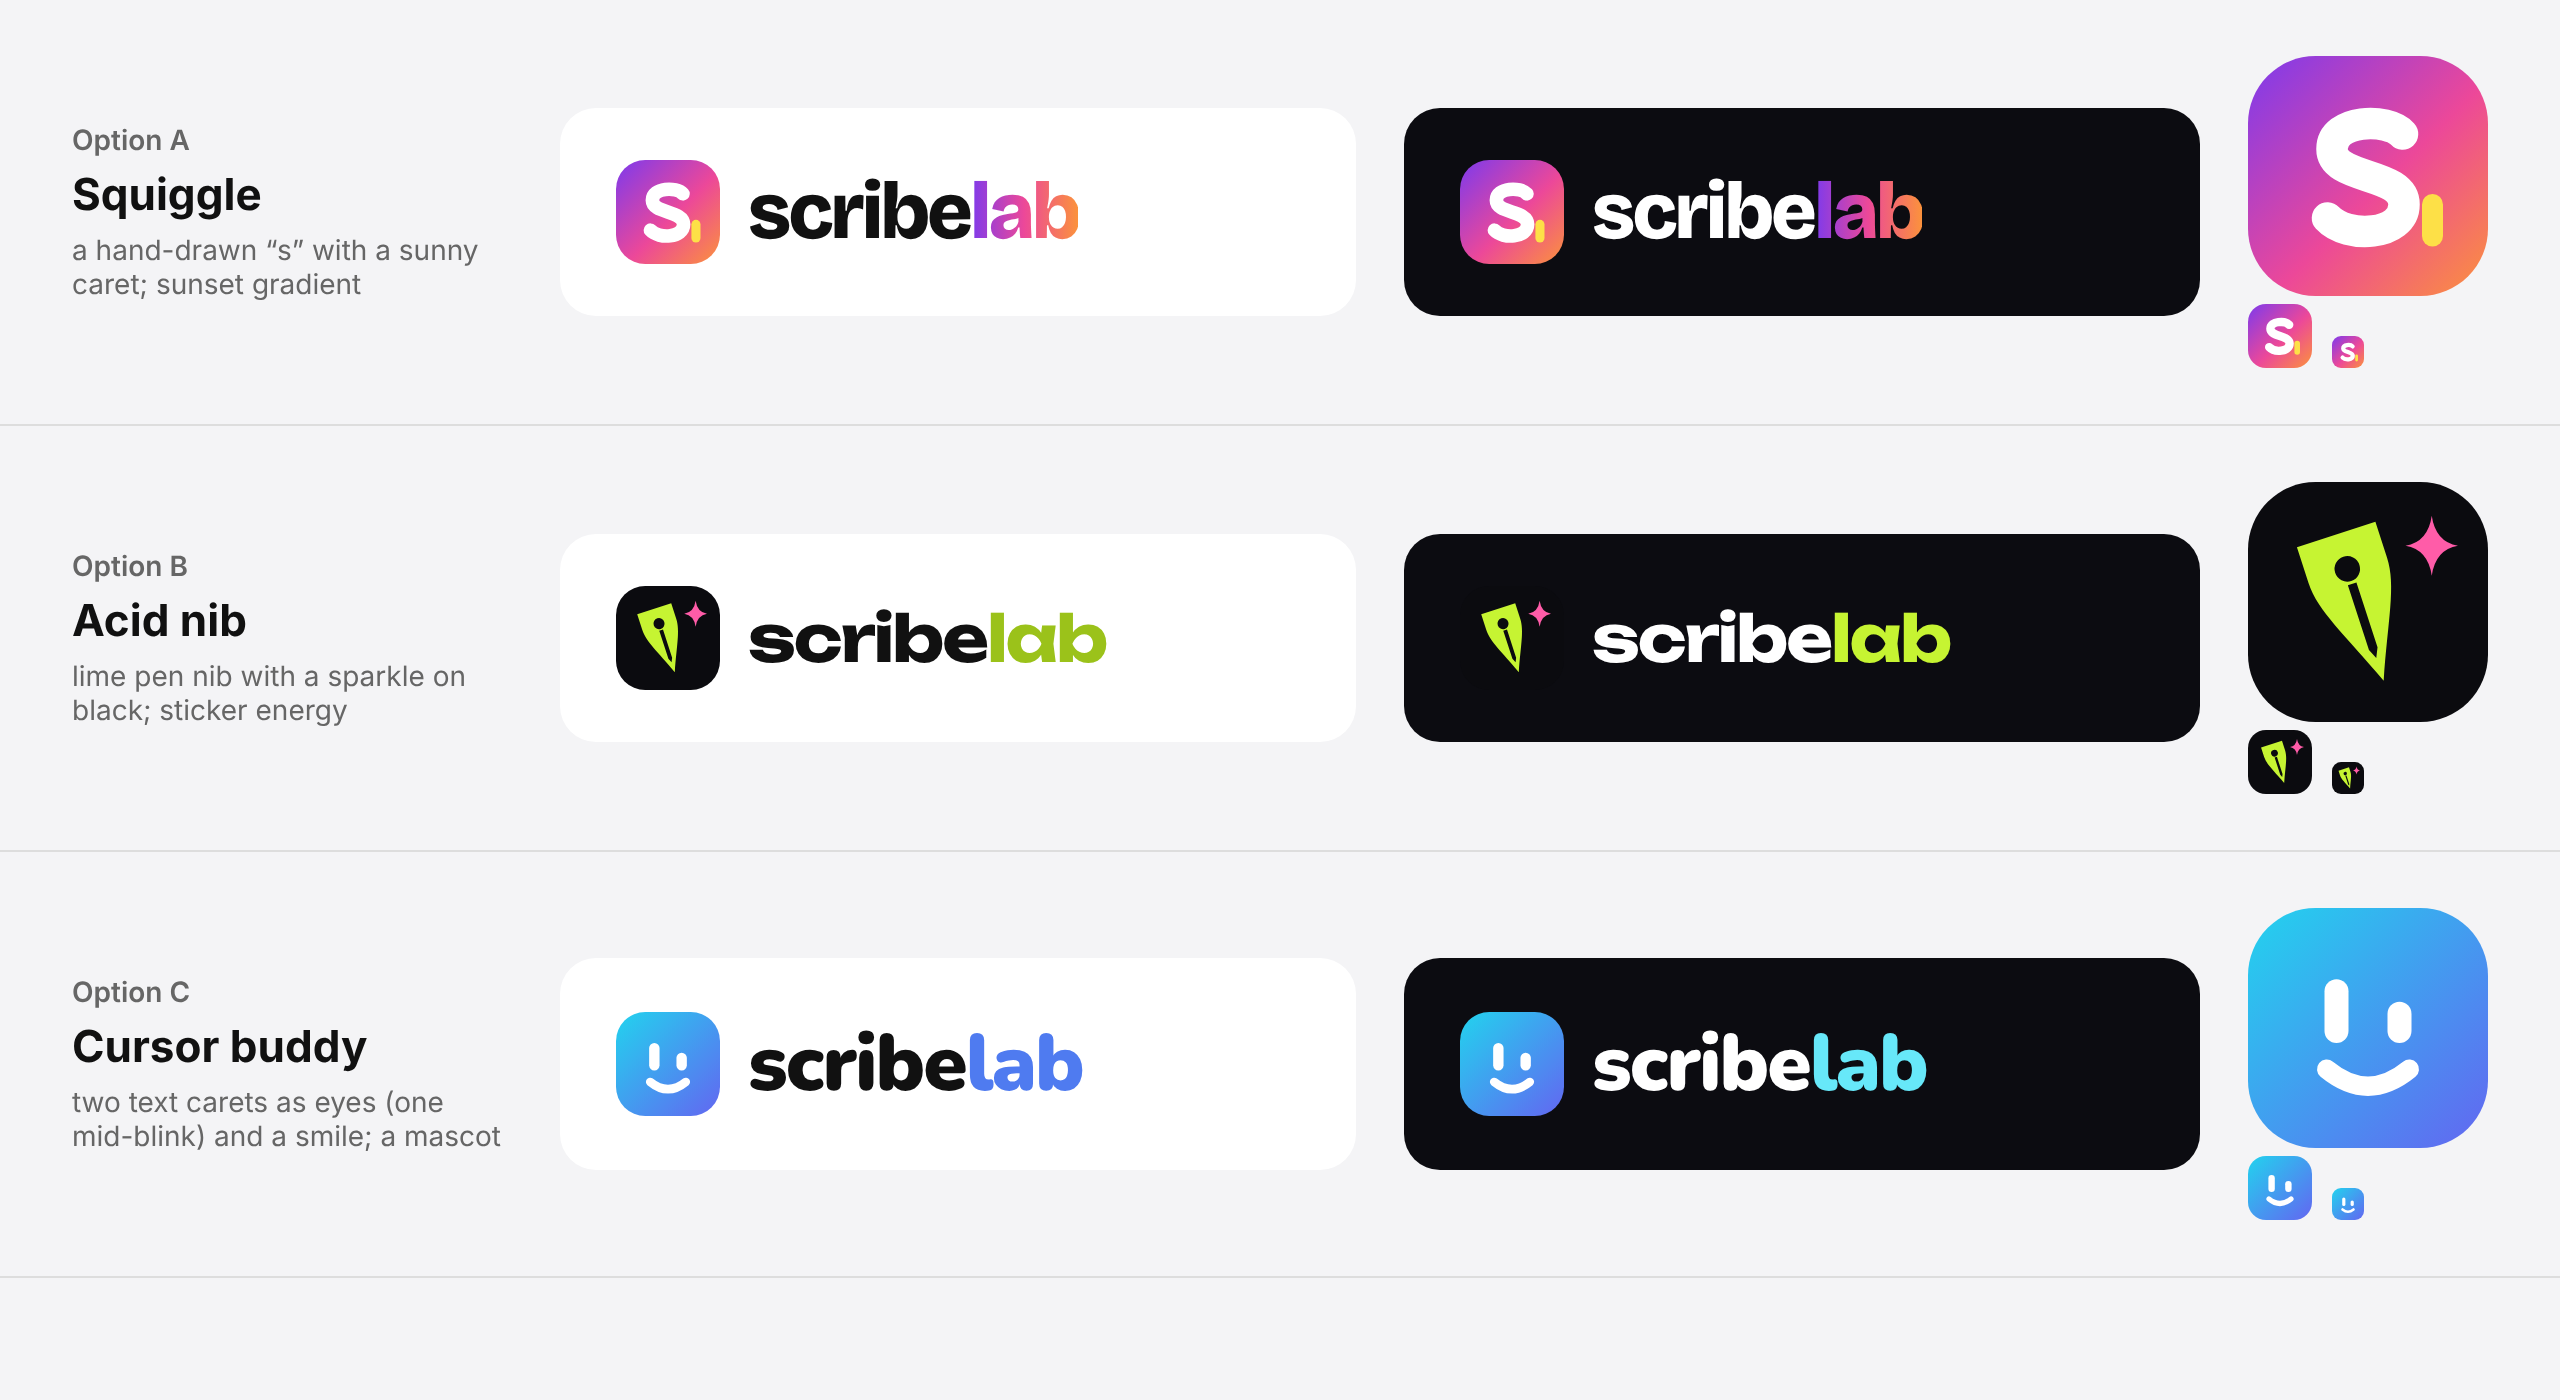 Option A
Squiggle
a hand-drawn “s” with a sunny
caret; sunset gradient
S
scribelab
S
scribelab
S
S
S
Option B
Acid nib
lime pen nib with a sparkle on
black; sticker energy
scribelab
scribelab
Option C
Cursor buddy
two text carets as eyes (one
mid-blink) and a smile; a mascot
scribelab
scribelab